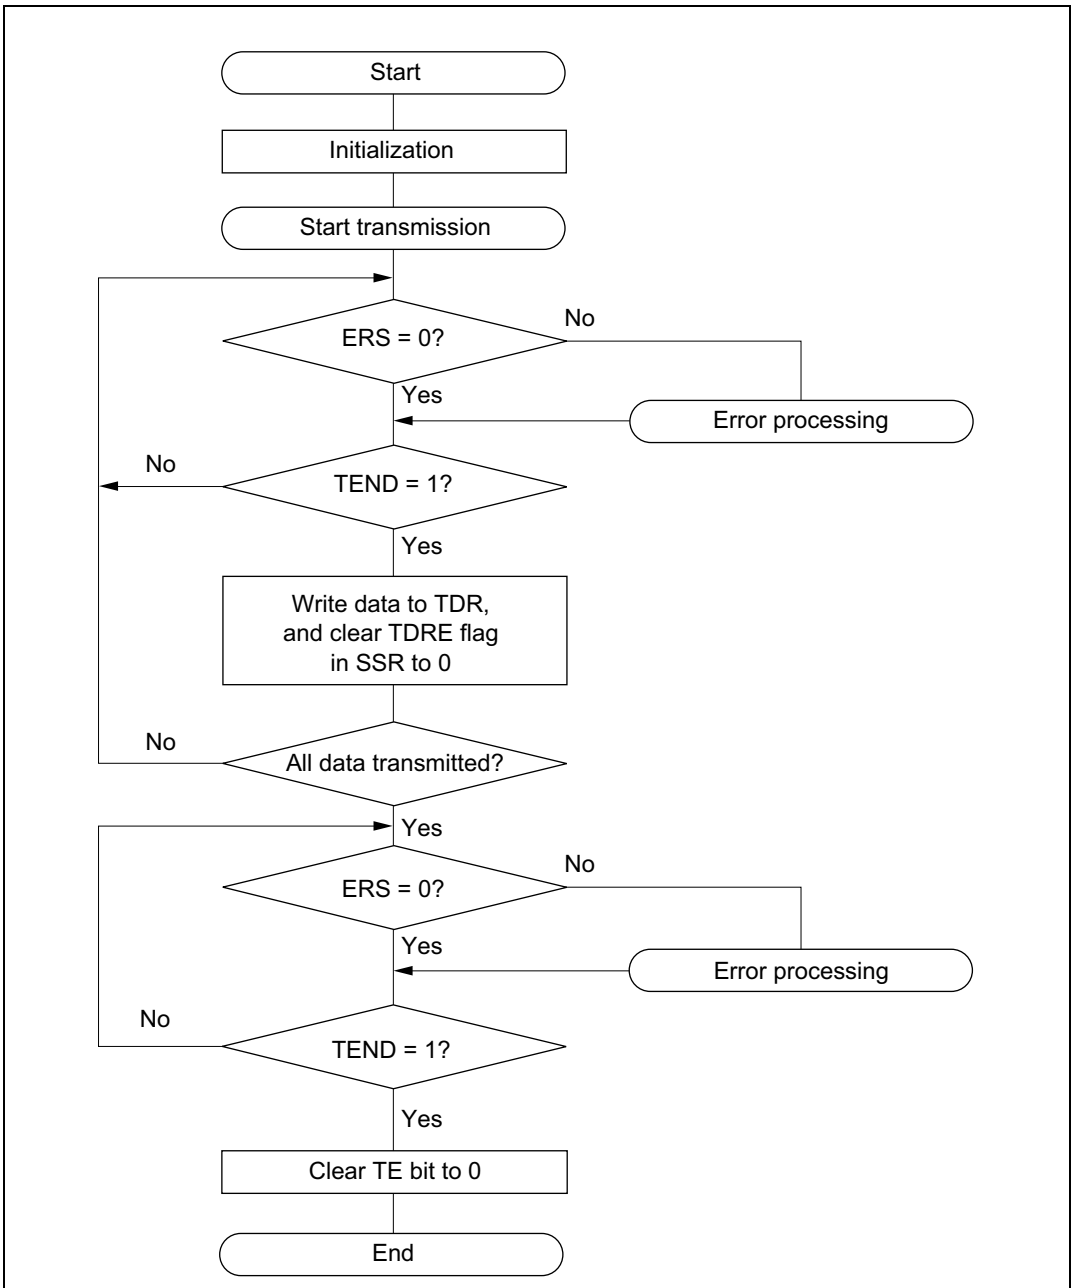 Start
Initialization
Start transmission
No
ERS = 0?
Yes
Error processing
No
TEND = 1?
Yes
Write data to TDR,
and clear TDRE flag
in SSR to 0
No
All data transmitted?
Yes
No
ERS = 0?
Yes
Error processing
No
TEND = 1?
Yes
Clear TE bit to 0
End